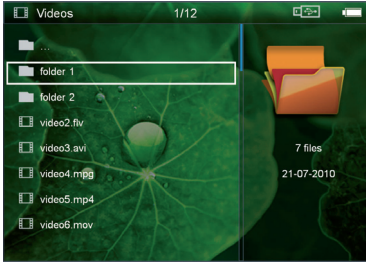 Videos 1/12
...
folder 1
folder 2
video2.flv
video3.avi
video4.mpg
video5.mp4
video6.mov
7 files
21-07-2010